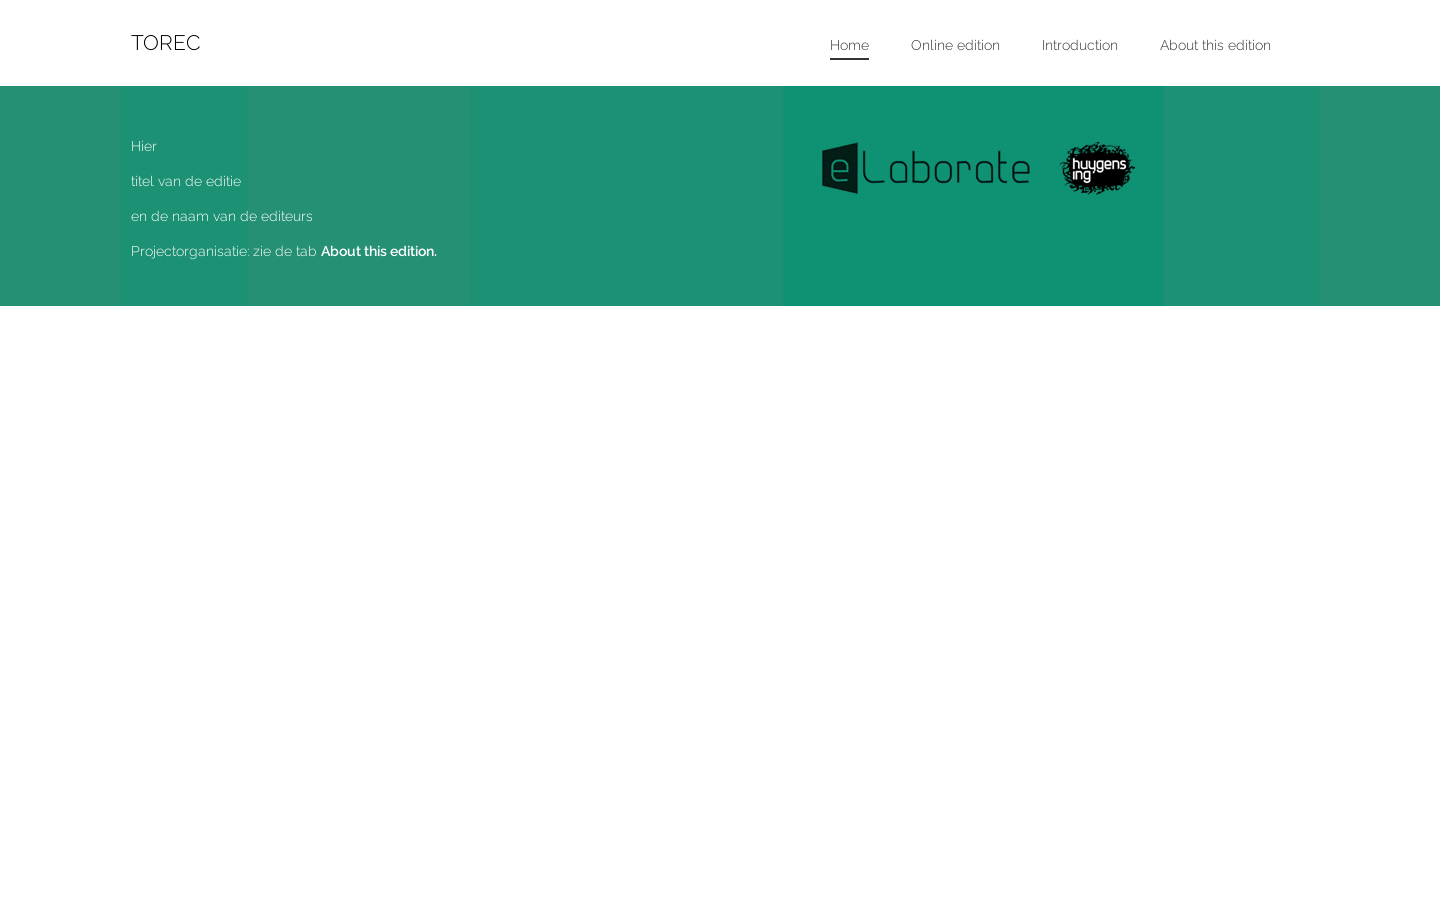 TOREC
Home
Online edition
Introduction
About this edition
Hier
titel van de editie
en de naam van de editeurs
Projectorganisatie: zie de tab About this edition.
eLaborate
huygens
ing